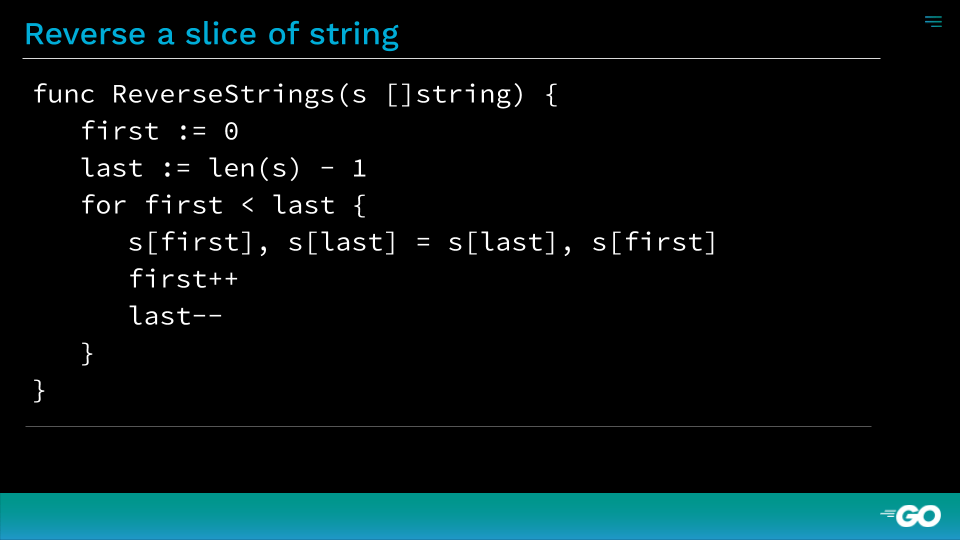 Reverse a slice of string
func ReverseStrings(s []string) {
   first := 0
   last := len(s) - 1
   for first < last {
      s[first], s[last] = s[last], s[first]
      first++
      last--
   }
}
GO